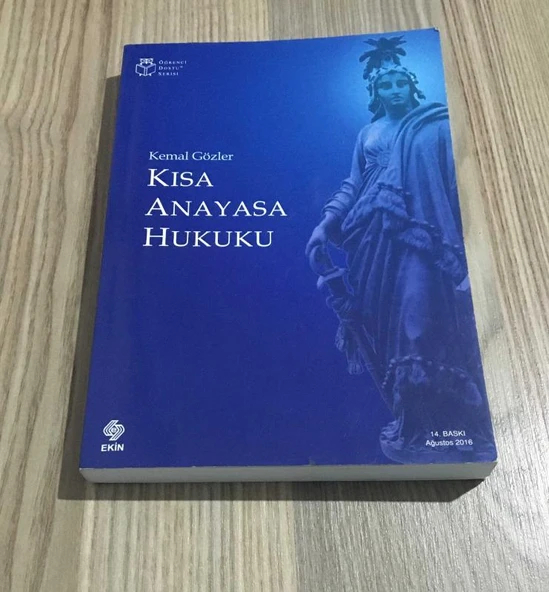 ÖĞRENCİ
DOSTU®
SERİSİ
Kemal Gözler
KISA
ANAYASA
HUKUKU
EKİN
14. BASKI
Ağustos 2016